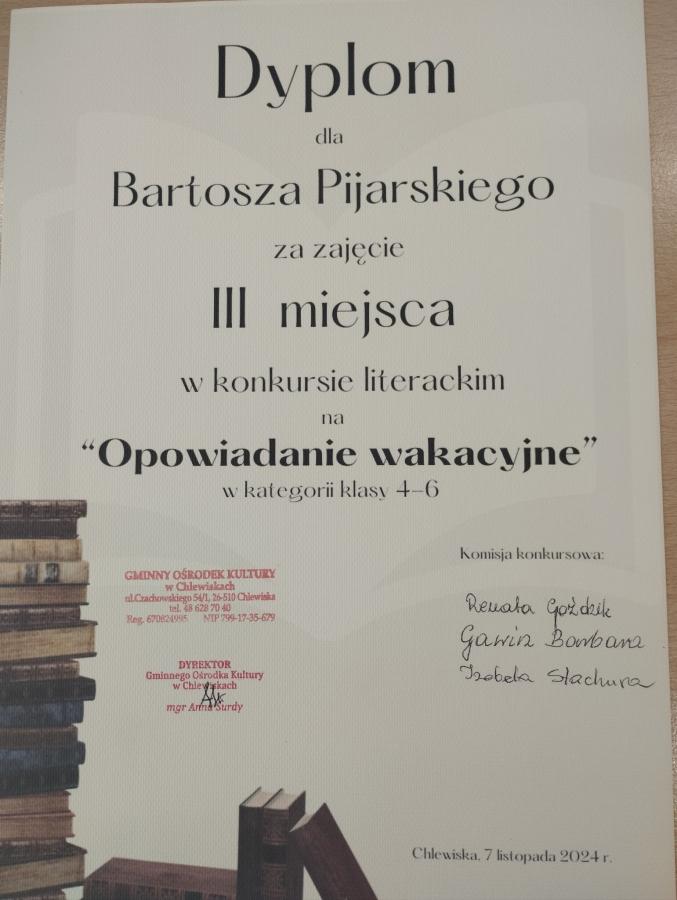 Dyplom
dla
Bartosza Pijarskiego
za zajęcie
III miejsca
w konkursie literackim
na
“Opowiadanie wakacyjne”
w kategorii klasy 4-6
Komisja konkursowa:
Renata Goździk
Gawin Barbara
Izabela Stachura
GMINNY OŚRODEK KULTURY
w Chlewiskach
ul.Czachowskiego 54/1, 26-510 Chlewiska
tel. 48 628 70 40
Reg. 670824995 NIP 799-17-35-679
DYREKTOR
Gminnego Ośrodka Kultury
w Chlewiskach
mgr Anna Surdy
Chlewiska, 7 listopada 2024 r.